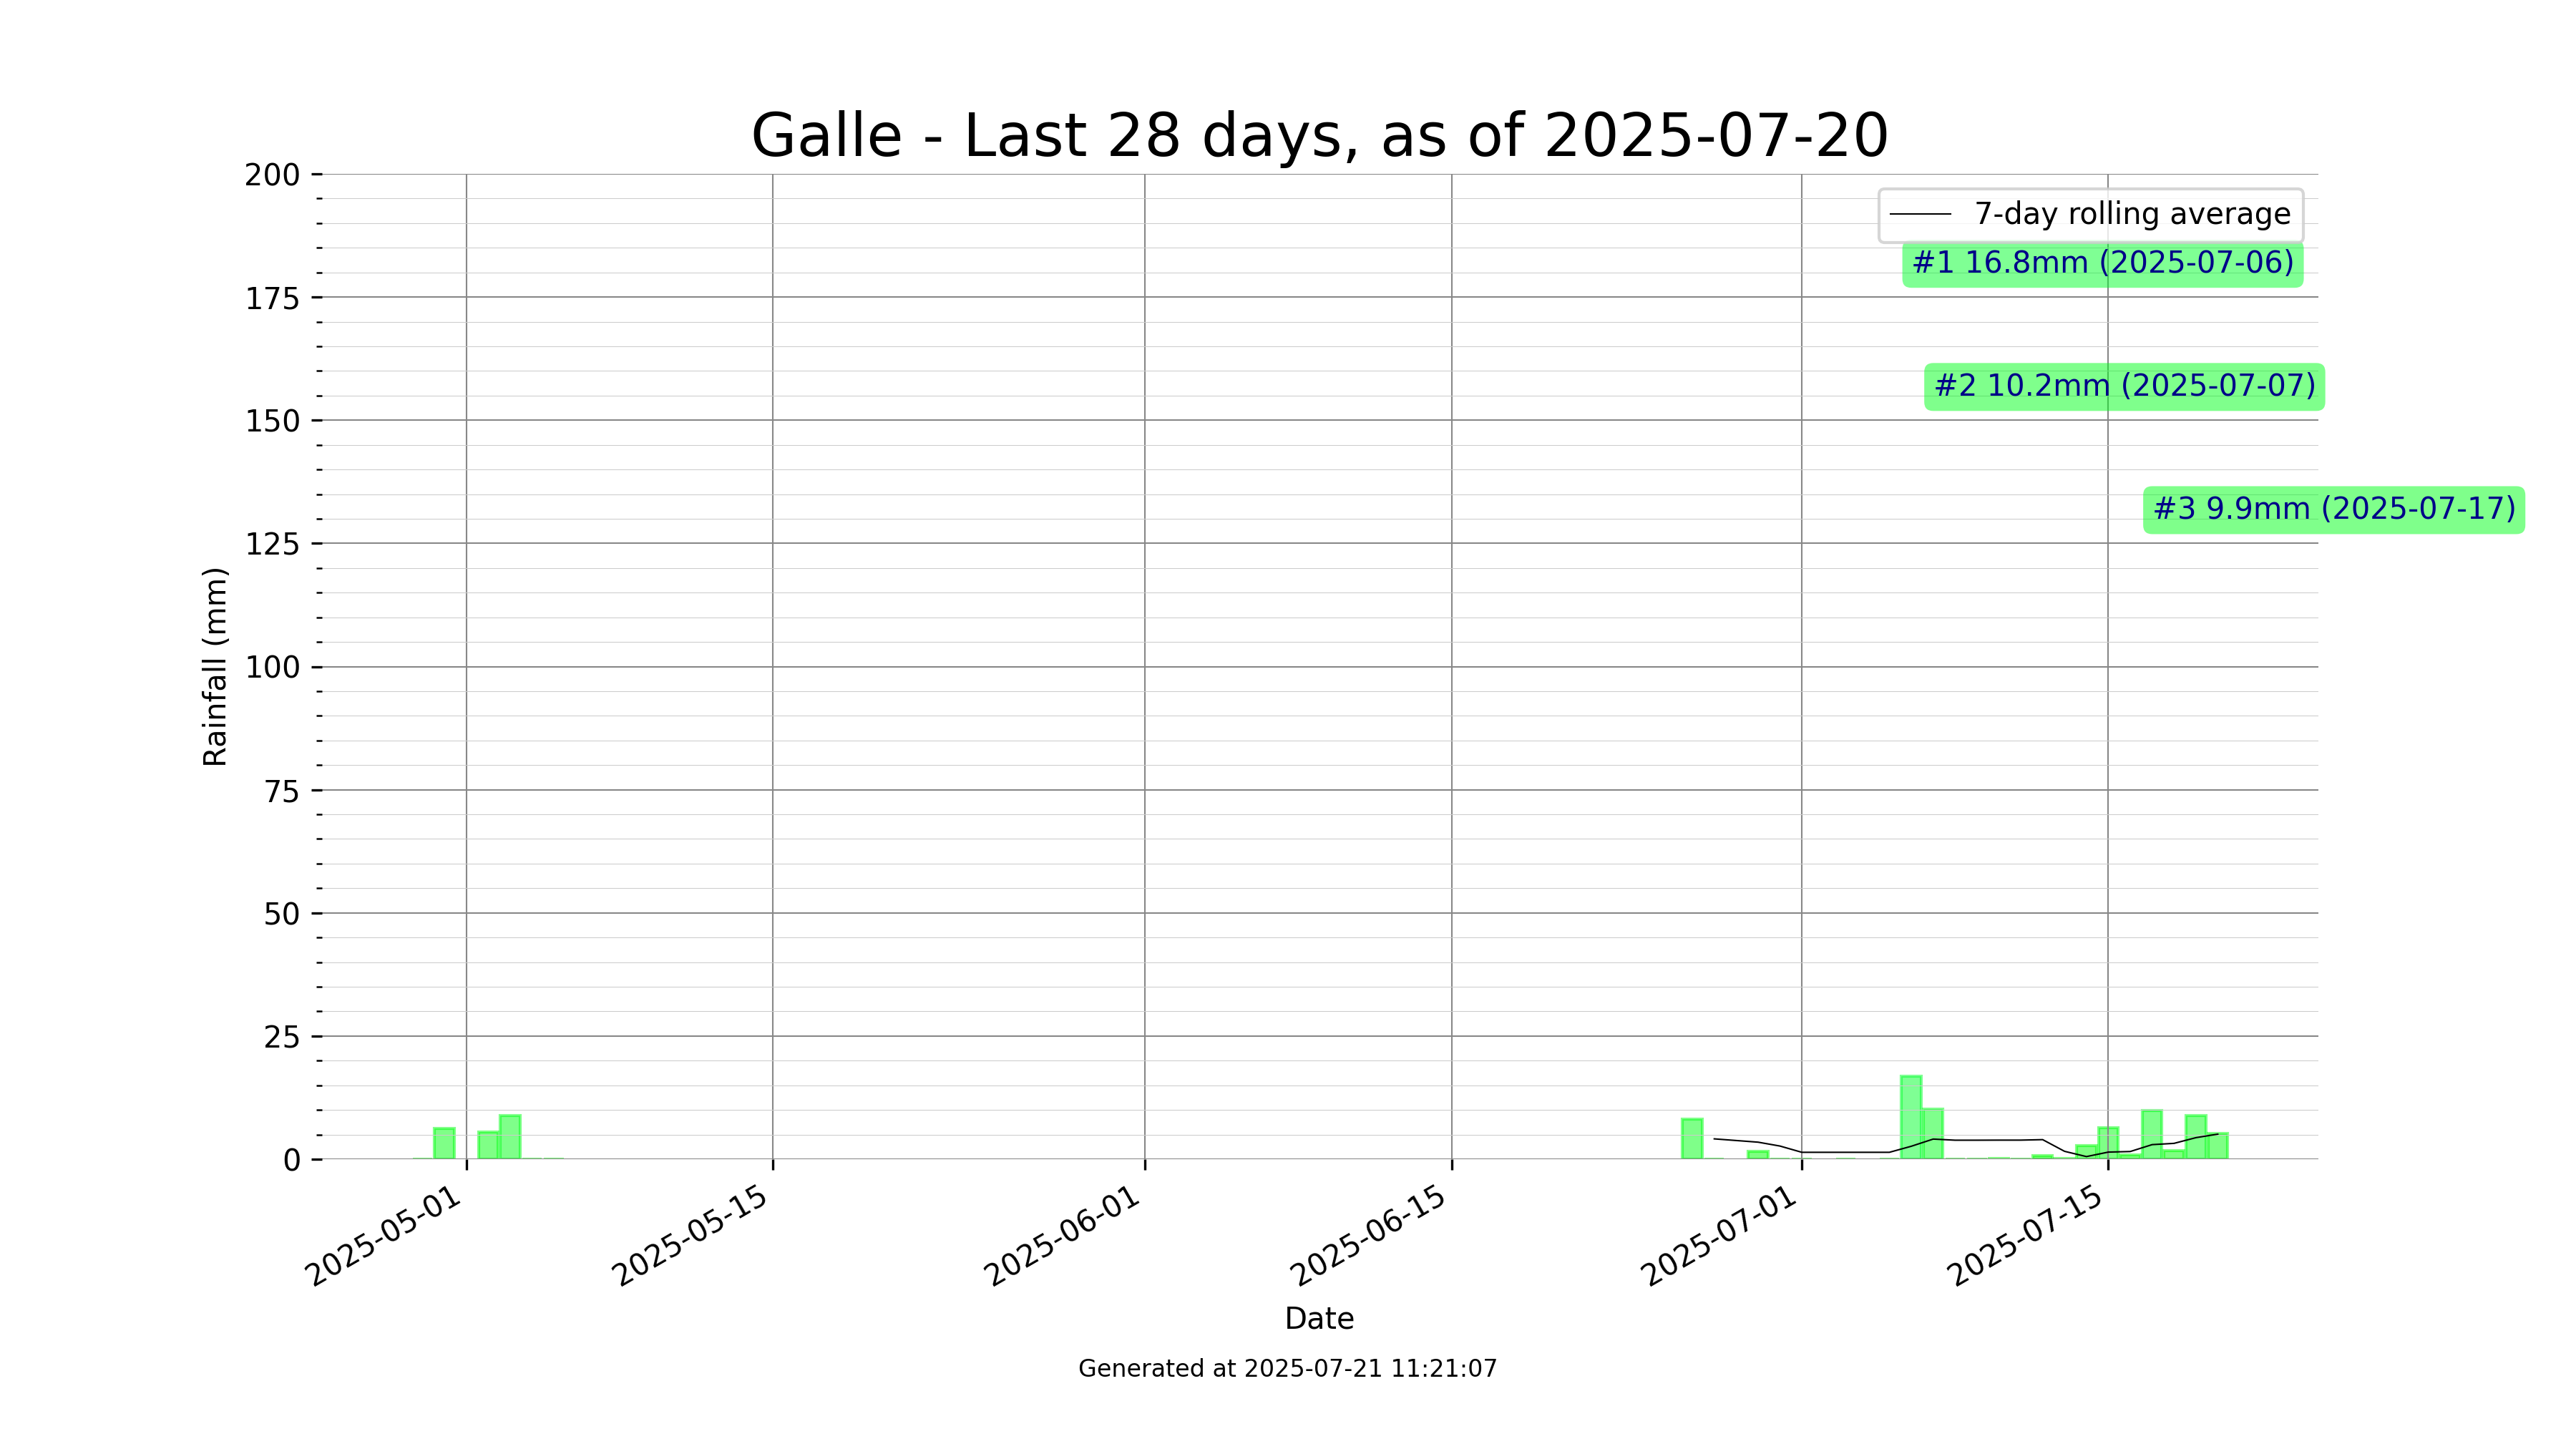 Galle - Last 28 days, as of 2025-07-20
200
175
150
125
100
75
50
25
0
Rainfall (mm)
7-day rolling average
#1 16.8mm (2025-07-06)
#2 10.2mm (2025-07-07)
#3 9.9mm (2025-07-17)
2025-05-01
2025-05-15
2025-06-01
2025-06-15
2025-07-01
2025-07-15
Date
Generated at 2025-07-21 11:21:07